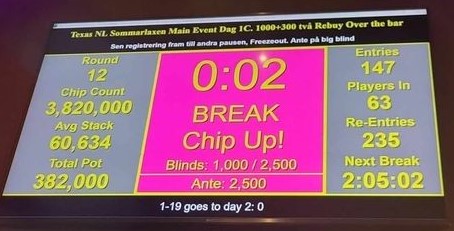 Texas NL Sommarlaxen Main Event Dag 1C. 1000+300 två Rebuy Over the bar
Sen registrering fram till andra pausen, Freezeout. Ante på big blind
Round
12
Chip Count
3,820,000
Avg Stack
60,634
Total Pot
382,000
0:02
BREAK
Chip Up!
Blinds: 1,000 / 2,500
Ante: 2,500
Entries
147
Players In
63
Re-Entries
235
Next Break
2:05:02
1-19 goes to day 2: 0